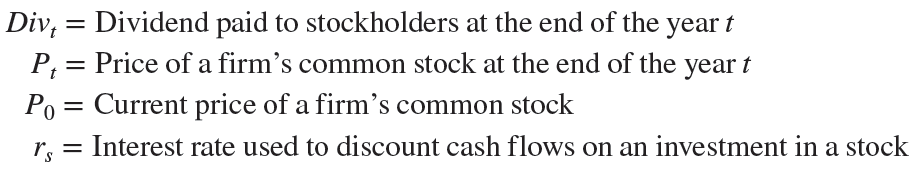 Div_t = Dividend paid to stockholders at the end of the year t
P_t = Price of a firm's common stock at the end of the year t
P_0 = Current price of a firm's common stock
r_s = Interest rate used to discount cash flows on an investment in a stock